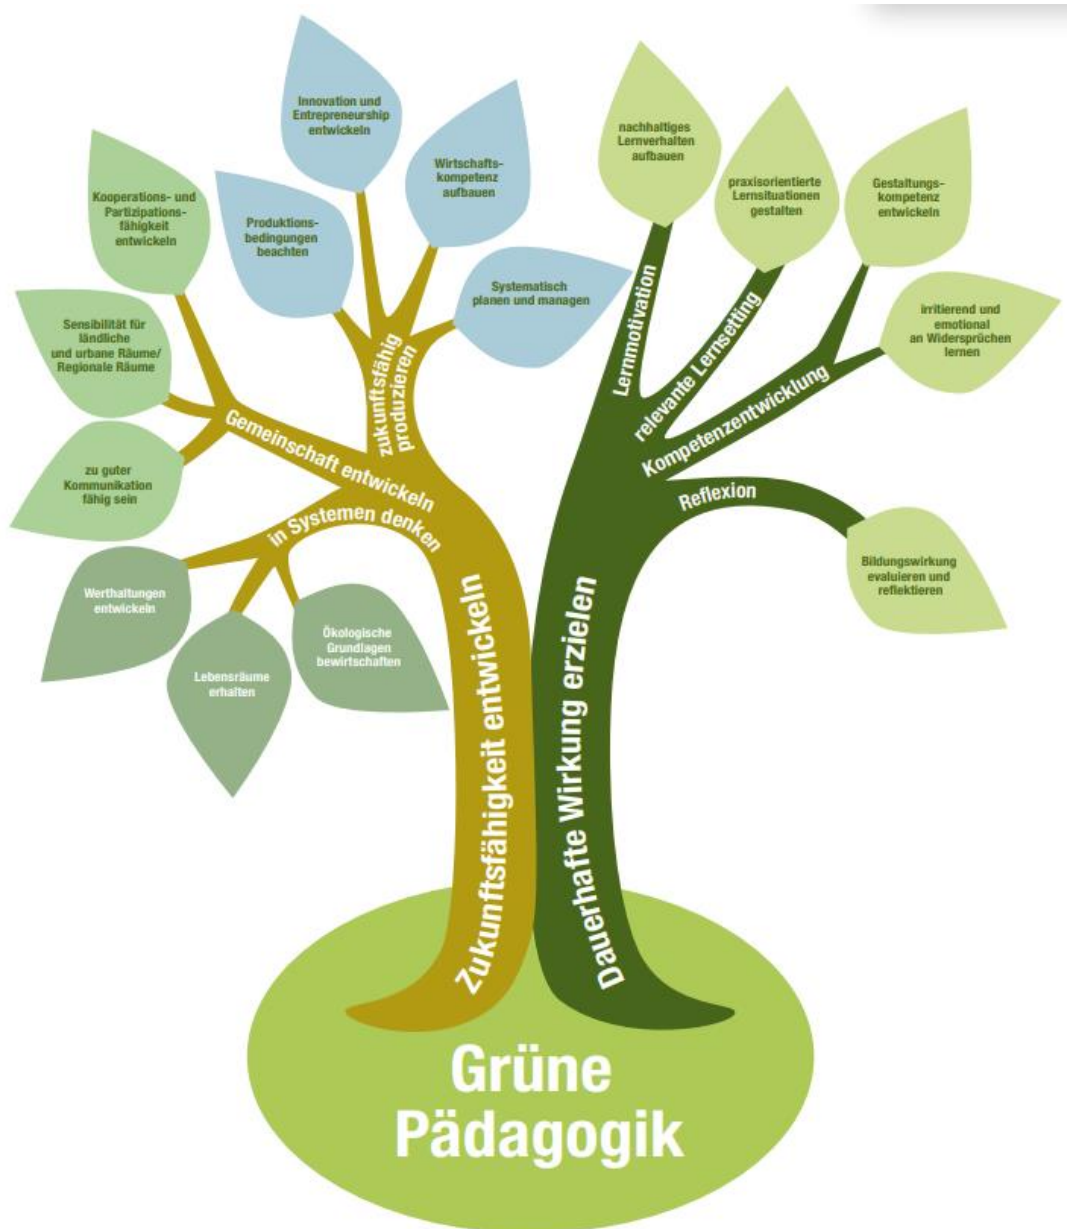 Innovation und
Entrepreneurship
entwickeln
Wirtschafts-
kompetenz
aufbauen
Kooperations- und
Partizipations-
fähigkeit
entwickeln
Produktions-
bedingungen
beachten
Systematisch
planen und managen
Sensibilität für
ländliche
und urbane Räume/
Regionale Räume
zu guter
Kommunikation
fähig sein
Werthaltungen
entwickeln
Lebensräume
erhalten
Ökologische
Grundlagen
bewirtschaften
zukunftsfähig
produzieren
Gemeinschaft entwickeln
in Systemen denken
Zukunftsfähigkeit entwickeln
nachhaltiges
Lernverhalten
aufbauen
praxisorientierte
Lernsituationen
gestalten
Gestaltungs-
kompetenz
entwickeln
irritierend und
emotional
an Widersprüchen
lernen
Bildungswirkung
evaluieren und
reflektieren
Lernmotivation
relevante Lernsetting
Kompetenzentwicklung
Reflexion
Dauerhafte Wirkung erzielen
Grüne
Pädagogik